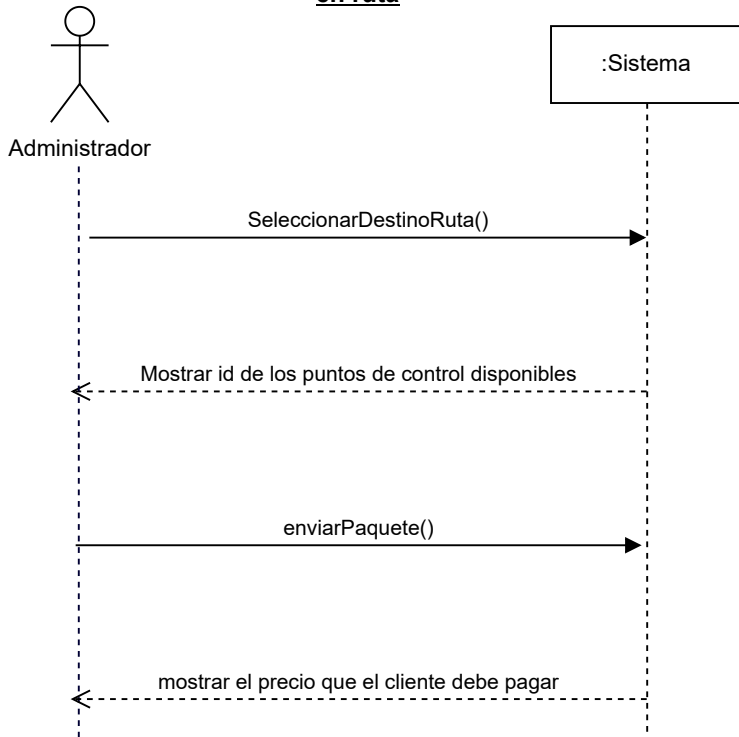 en ruta
:Sistema
Administrador
SeleccionarDestinoRuta()
Mostrar id de los puntos de control disponibles
enviarPaquete()
mostrar el precio que el cliente debe pagar